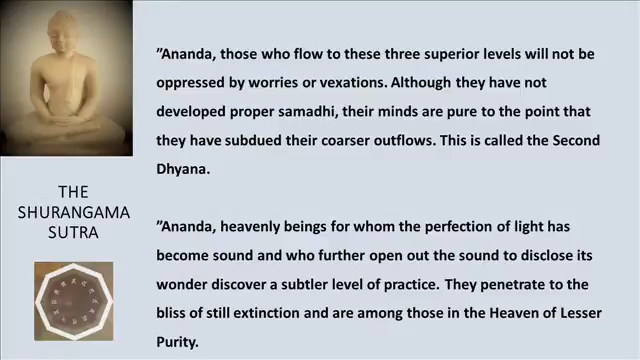 THE
SHURANGAMA
SUTRA
”Ananda, those who flow to these three superior levels will not be
oppressed by worries or vexations. Although they have not
developed proper samadhi, their minds are pure to the point that
they have subdued their coarser outflows. This is called the Second
Dhyana.
”Ananda, heavenly beings for whom the perfection of light has
become sound and who further open out the sound to disclose its
wonder discover a subtler level of practice. They penetrate to the
bliss of still extinction and are among those in the Heaven of Lesser
Purity.